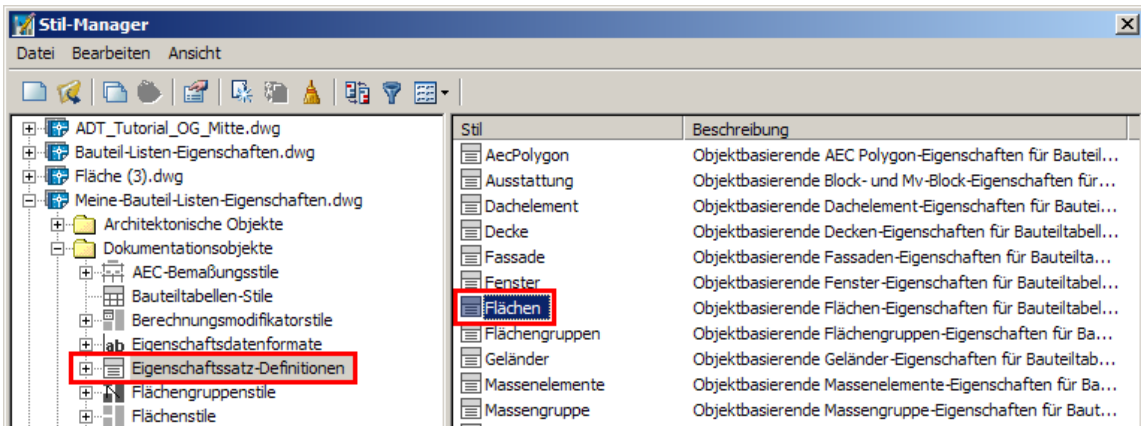 Stil-Manager
Datei Bearbeiten Ansicht
ADT_Tutorial_OG_Mitte.dwg
Bauteil-Listen-Eigenschaften.dwg
Fläche (3).dwg
Meine-Bauteil-Listen-Eigenschaften.dwg
Architektonische Objekte
Dokumentationsobjekte
AEC-Bemaßungsstile
Bauteiltabellen-Stile
Berechnungsmodifikatorstile
Eigenschaftsdatenformate
Eigenschaftssatz-Definitionen
Flächengruppenstile
Flächenstile
Stil Beschreibung
AecPolygon Objektbasierende AEC Polygon-Eigenschaften für Bauteil...
Ausstattung Objektbasierende Block- und Mv-Block-Eigenschaften für...
Dachelement Objektbasierende Dachelement-Eigenschaften für Bautei...
Decke Objektbasierende Decken-Eigenschaften für Bauteiltabell...
Fassade Objektbasierende Fassaden-Eigenschaften für Bauteilta...
Fenster Objektbasierende Fenster-Eigenschaften für Bauteiltabel...
Flächen Objektbasierende Flächen-Eigenschaften für Bauteiltabel...
Flächengruppen Objektbasierende Flächengruppen-Eigenschaften für Ba...
Geländer Objektbasierende Geländer-Eigenschaften für Bauteiltab...
Massenelemente Objektbasierende Massenelemente-Eigenschaften für Ba...
Massengruppe Objektbasierende Massengruppe-Eigenschaften für Baut...